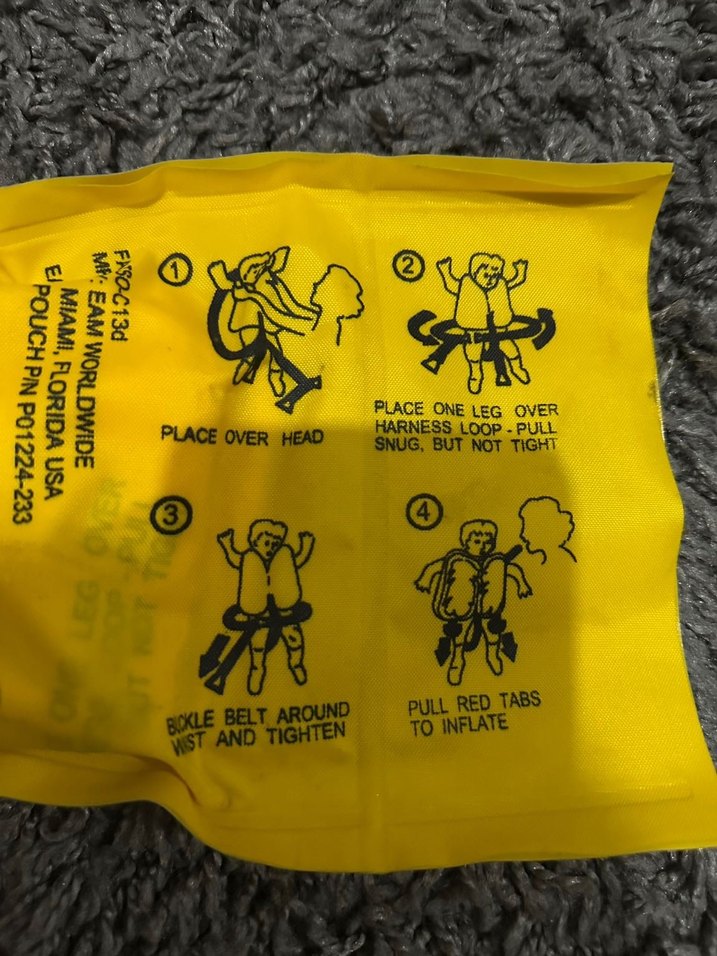 TSO-C13d
Mfr. EAM WORLDWIDE
MIAMI, FLORIDA USA
POUCH P/N P01224-233
1
PLACE OVER HEAD
2
PLACE ONE LEG OVER
HARNESS LOOP - PULL
SNUG, BUT NOT TIGHT
3
BUCKLE BELT AROUND
WAIST AND TIGHTEN
4
PULL RED TABS
TO INFLATE